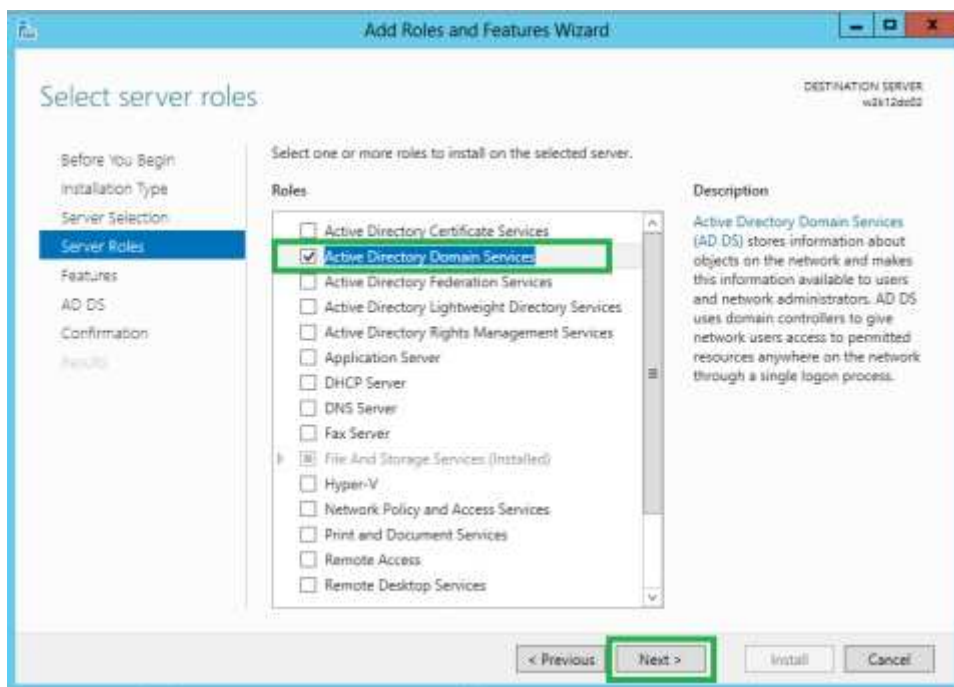 Add Roles and Features Wizard
Select server roles
DESTINATION SERVER
w2k12dc02
Before You Begin
Installation Type
Server Selection
Server Roles
Features
AD DS
Confirmation
Results
Select one or more roles to install on the selected server.
Roles
Active Directory Certificate Services
Active Directory Domain Services
Active Directory Federation Services
Active Directory Lightweight Directory Services
Active Directory Rights Management Services
Application Server
DHCP Server
DNS Server
Fax Server
File And Storage Services (Installed)
Hyper-V
Network Policy and Access Services
Print and Document Services
Remote Access
Remote Desktop Services
Description
Active Directory Domain Services
(AD DS) stores information about
objects on the network and makes
this information available to users
and network administrators. AD DS
uses domain controllers to give
network users access to permitted
resources anywhere on the network
through a single logon process.
< Previous
Next >
Install
Cancel